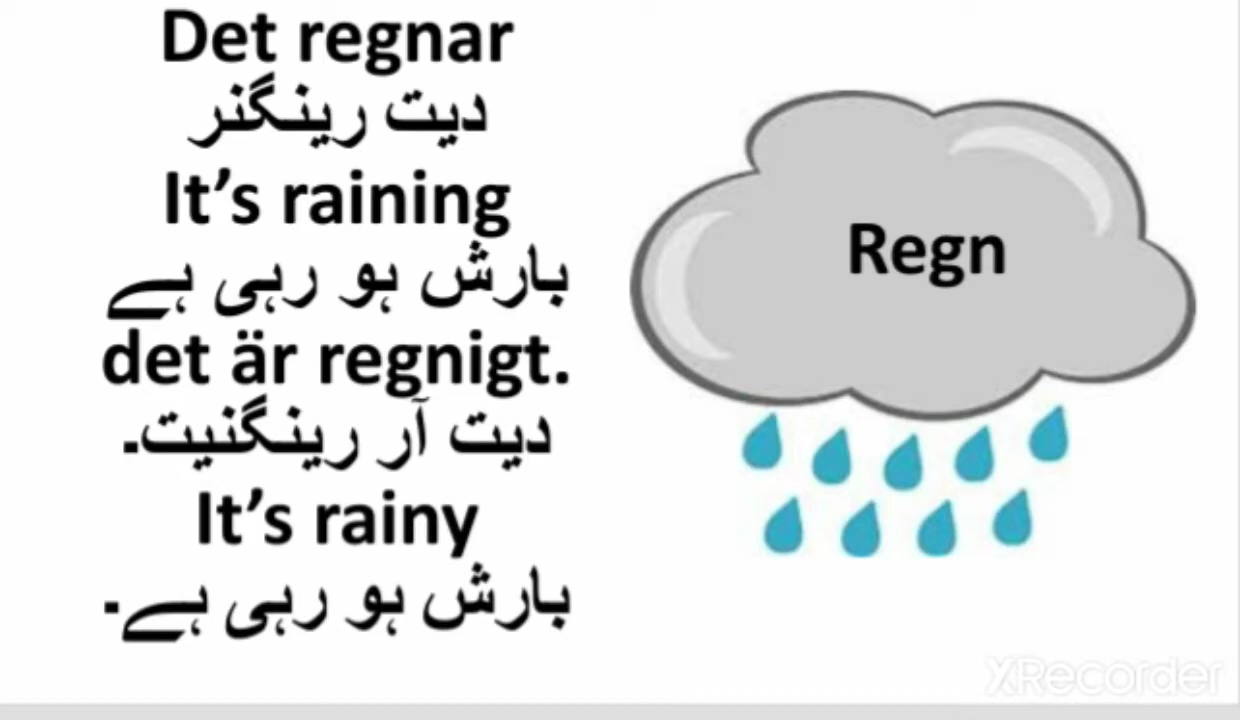 Det regnar
دیت رینگنر
It’s raining
بارش ہو رہی ہے
det är regnigt.
دیت آر رینگنیت۔
It’s rainy
بارش ہو رہی ہے۔
Regn
XRecorder